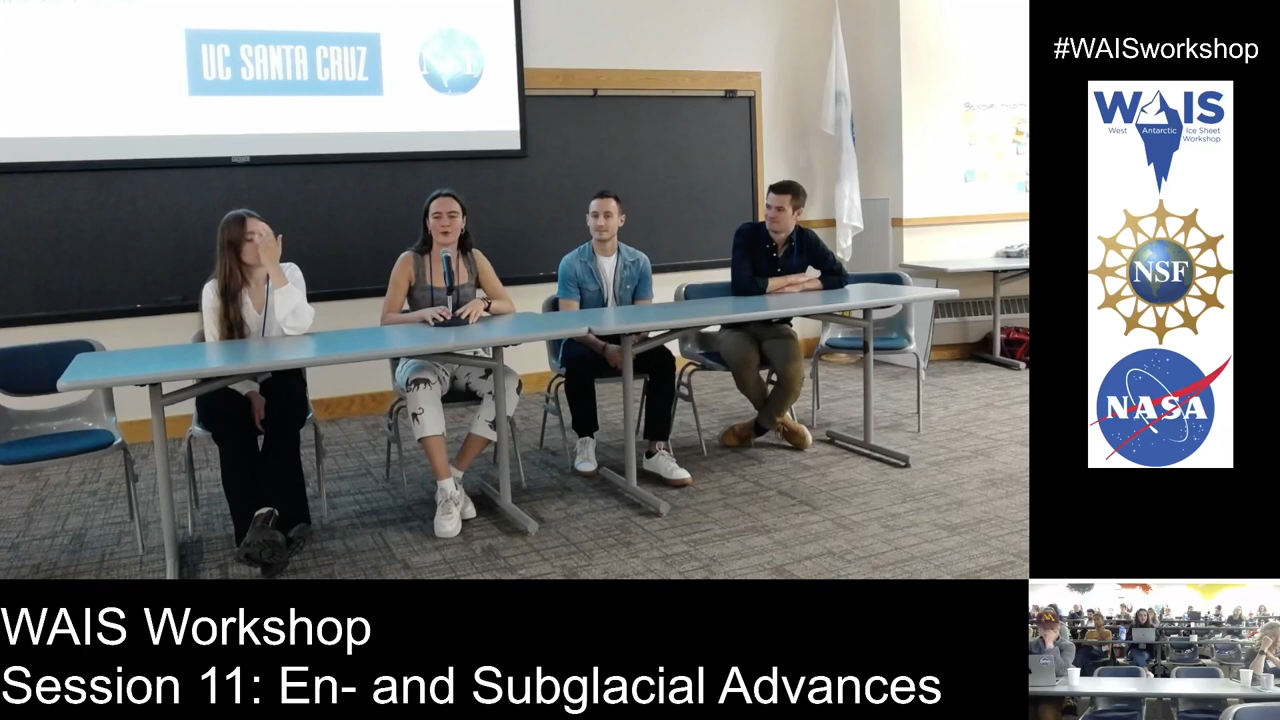 UC SANTA CRUZ
NSF
#WAISworkshop
WAIS
West Antarctic Ice Sheet
Workshop
NSF
NASA
WAIS Workshop
Session 11: En- and Subglacial Advances